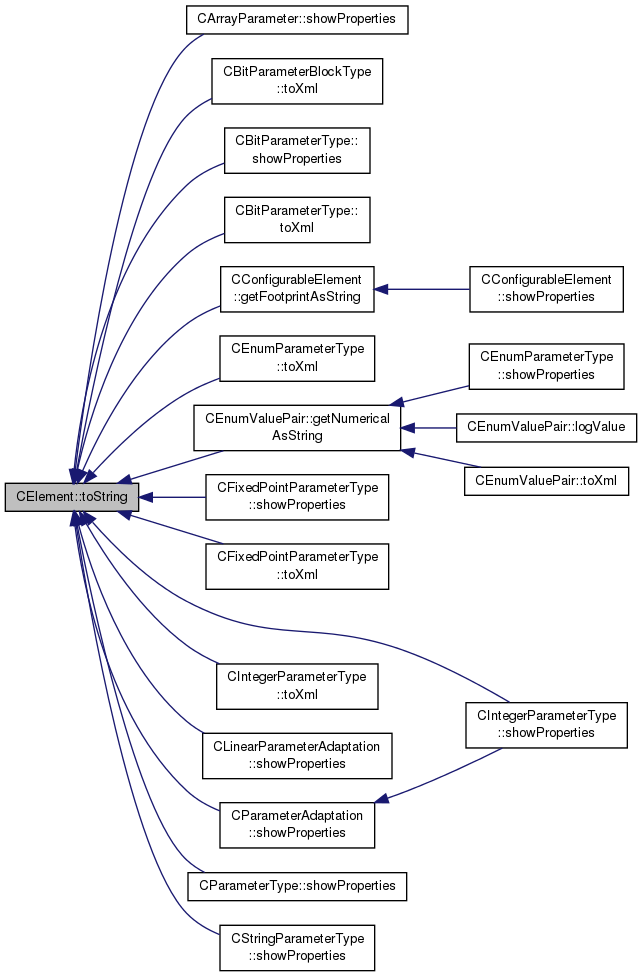 CArrayParameter::showProperties
CBitParameterBlockType
::toXml
CBitParameterType::
showProperties
CBitParameterType::
toXml
CConfigurableElement
::getFootprintAsString
CConfigurableElement
::showProperties
CEnumParameterType
::toXml
CEnumParameterType
::showProperties
CEnumValuePair::getNumerical
AsString
CEnumValuePair::logValue
CEnumValuePair::toXml
CElement::toString
CFixedPointParameterType
::showProperties
CFixedPointParameterType
::toXml
CIntegerParameterType
::toXml
CIntegerParameterType
::showProperties
CLinearParameterAdaptation
::showProperties
CParameterAdaptation
::showProperties
CParameterType::showProperties
CStringParameterType
::showProperties